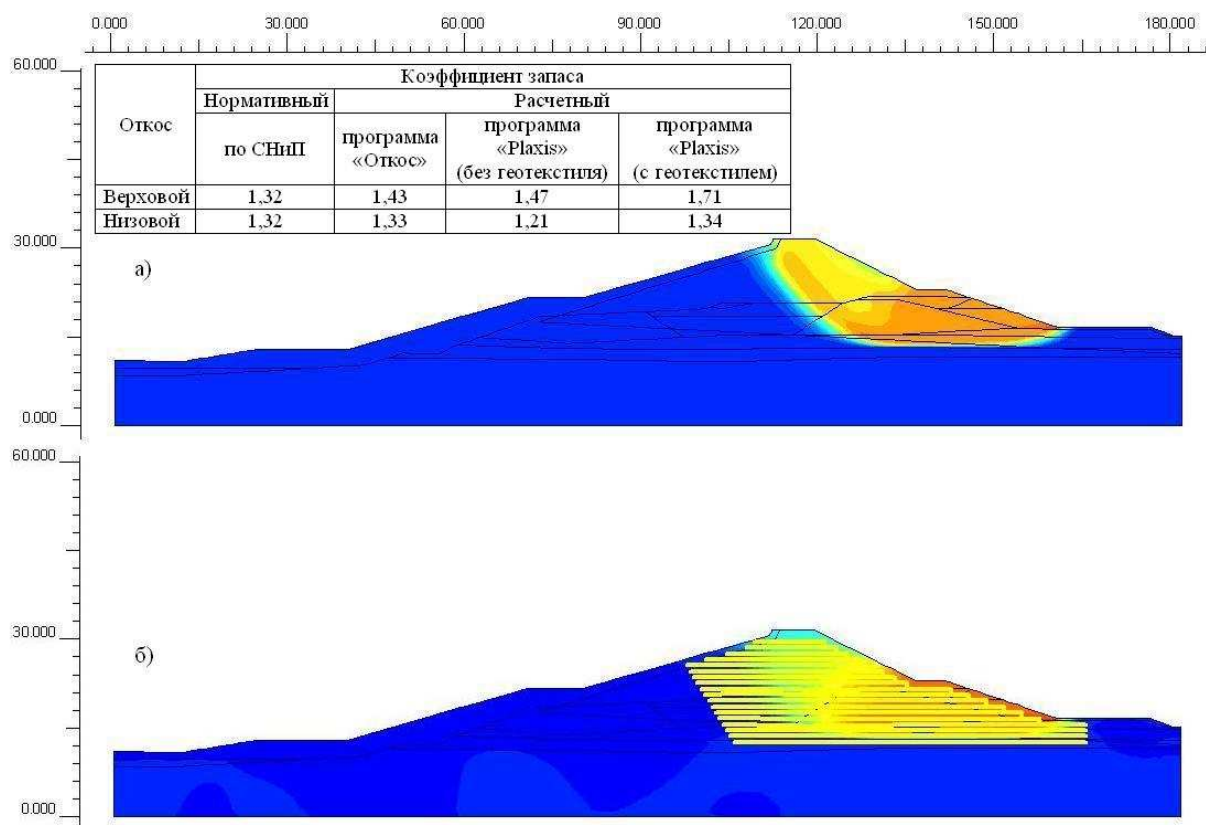 0.000 30.000 60.000 90.000 120.000 150.000 180.000
60.000
Откос
Коэффициент запаса
Нормативный Расчетный
по СНиП
программа «Откос»
программа «Plaxis» (без геотекстиля)
программа «Plaxis» (с геотекстилем)
Верховой 1,32 1,43 1,47 1,71
Низовой 1,32 1,33 1,21 1,34
30.000
а)
0.000
60.000
30.000
б)
0.000